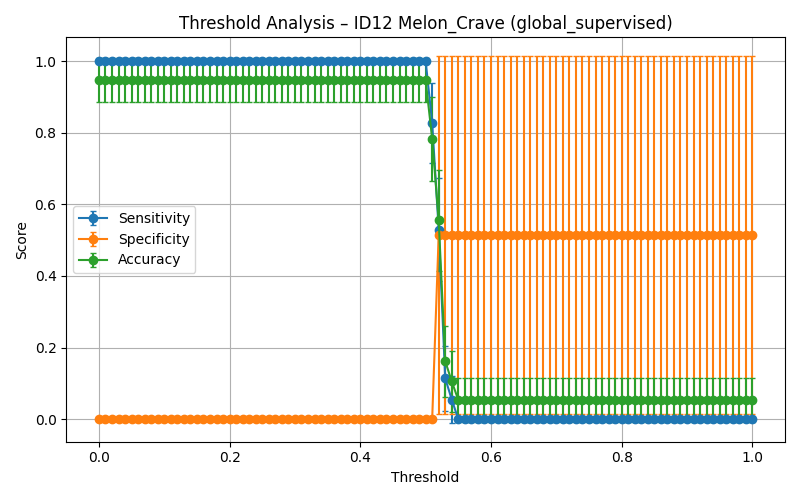 Threshold Analysis – ID12 Melon_Crave (global_supervised)
Score
1.0
0.8
0.6
0.4
0.2
0.0
Sensitivity
Specificity
Accuracy
0.0 0.2 0.4 0.6 0.8 1.0
Threshold